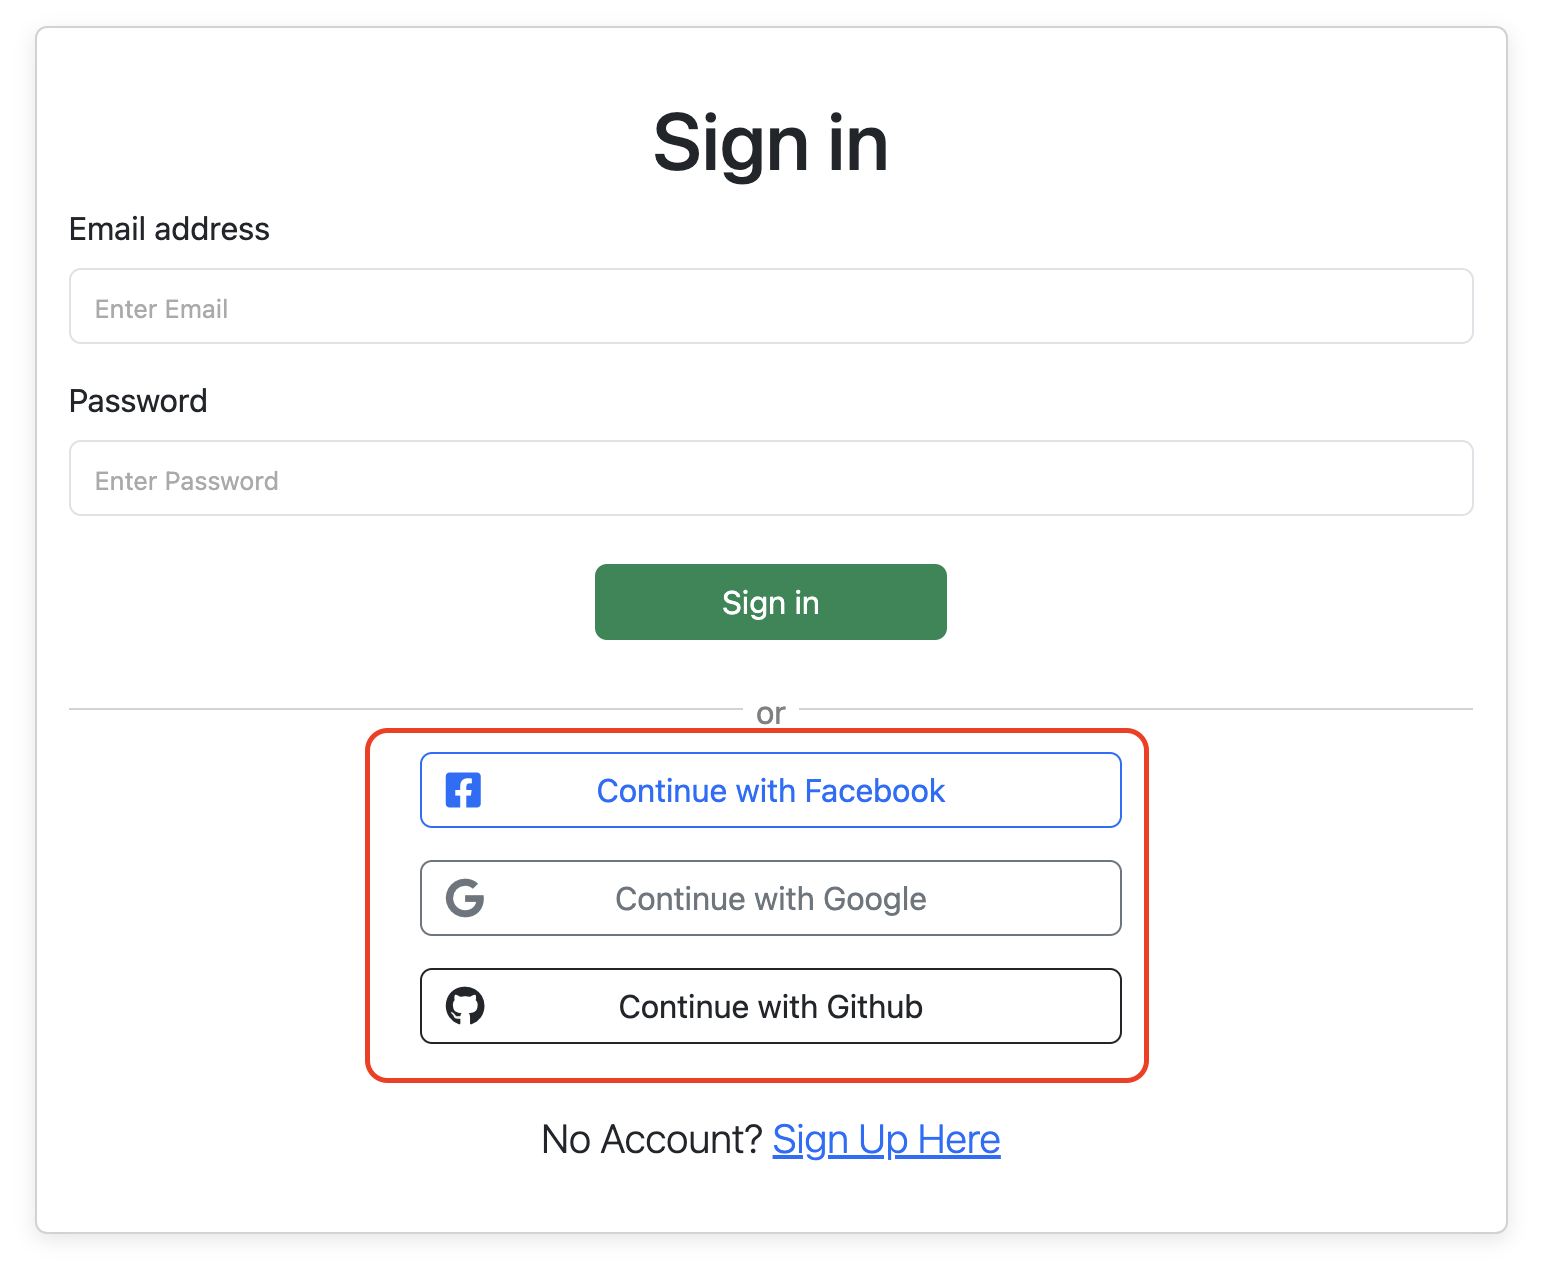 Sign in
Email address
Enter Email
Password
Enter Password
Sign in
or
Continue with Facebook
Continue with Google
Continue with Github
No Account? Sign Up Here